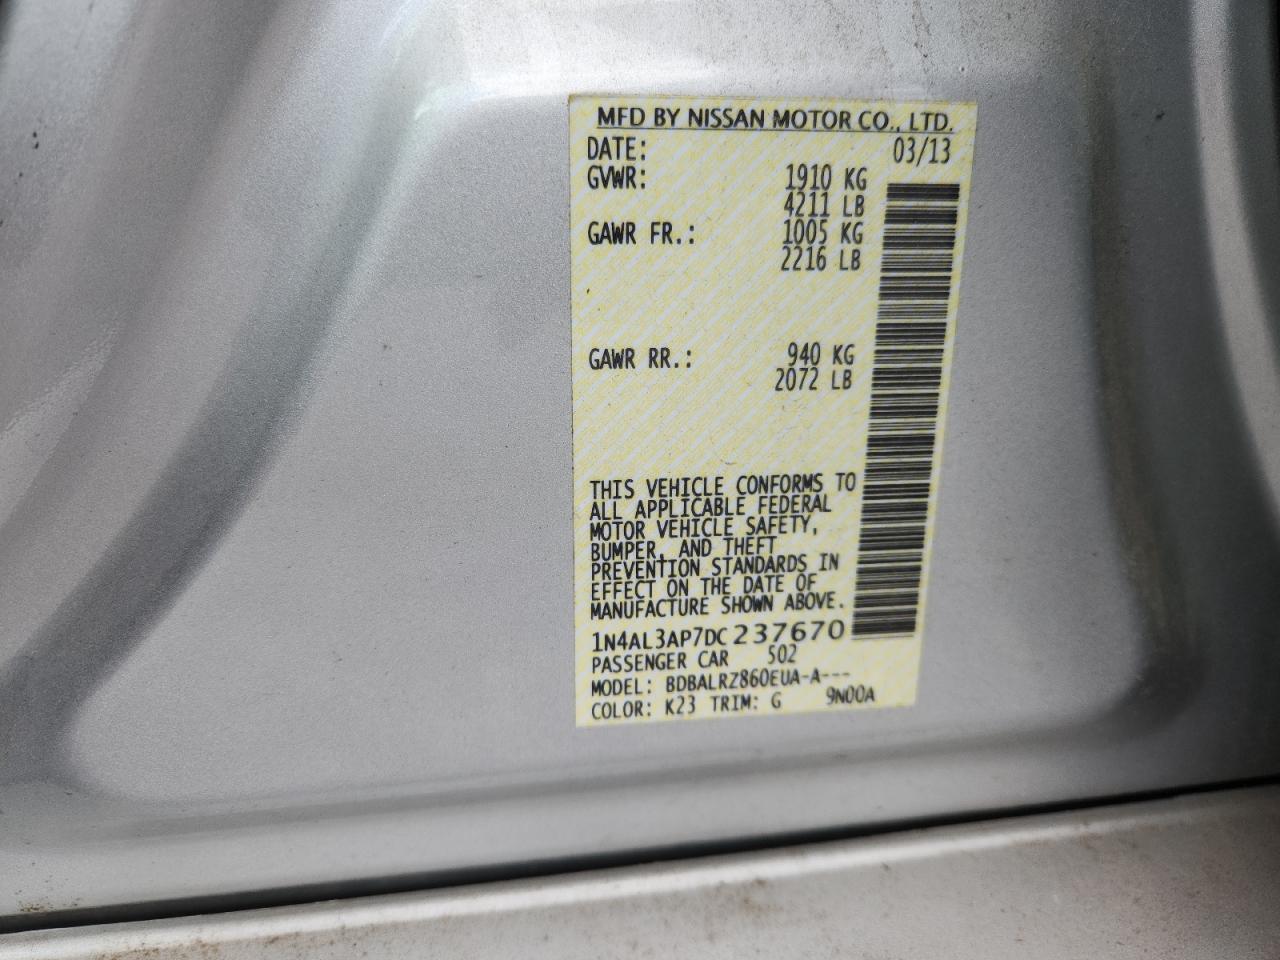 MFD BY NISSAN MOTOR CO., LTD.
DATE: 03/13
GVWR: 1910 KG
4211 LB
GAWR FR.: 1005 KG
2216 LB
GAWR RR.: 940 KG
2072 LB
THIS VEHICLE CONFORMS TO
ALL APPLICABLE FEDERAL
MOTOR VEHICLE SAFETY,
BUMPER, AND THEFT
PREVENTION STANDARDS IN
EFFECT ON THE DATE OF
MANUFACTURE SHOWN ABOVE.
1N4AL3AP7DC237670
PASSENGER CAR 502
MODEL: BDBALRZ860EUA-A---
COLOR: K23 TRIM: G 9N00A